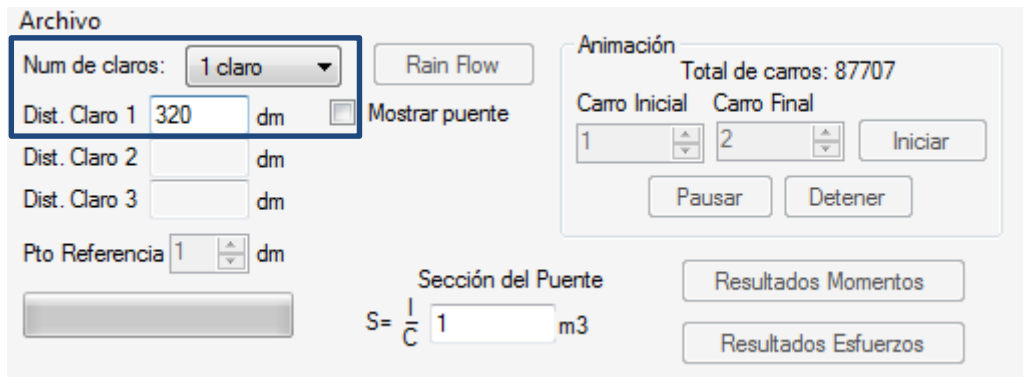 Archivo
Num de claros: 1 claro
Rain Flow
Dist. Claro 1 320 dm
Mostrar puente
Dist. Claro 2 dm
Dist. Claro 3 dm
Pto Referencia 1 dm
Animación
Total de carros: 87707
Carro Inicial Carro Final
1 2 Iniciar
Pausar Detener
Sección del Puente
S= I/C 1 m3
Resultados Momentos
Resultados Esfuerzos